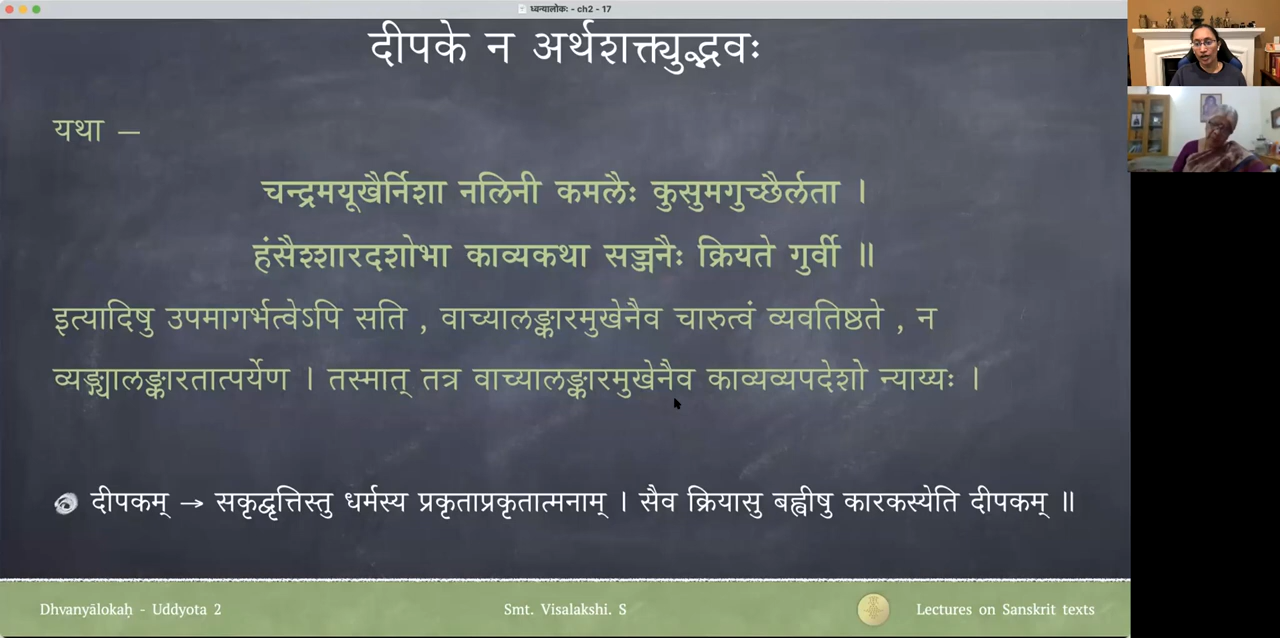 ध्वन्यालोकः - ch2 - 17
दीपके न अर्थशक्त्युद्भवः
यथा –
चन्द्रमयूखैर्निशा नलिनी कमलैः कुसुमगुच्छैर्लता ।
हंसैश्शारदशोभा काव्यकथा सज्जनैः क्रियते गुर्वी ॥
इत्यादिषु उपमागर्भत्वेऽपि सति , वाच्यालङ्कारमुखेनैव चारुत्वं व्यवतिष्ठते , न
व्यङ्ग्यालङ्कारतात्पर्येण । तस्मात् तत्र वाच्यालङ्कारमुखेनैव काव्यव्यपदेशो न्याय्यः ।
दीपकम् → सकृद्वृत्तिस्तु धर्मस्य प्रकृताप्रकृतात्मनाम् । सैव क्रियासु बह्वीषु कारकस्येति दीपकम् ॥
Dhvanyālokaḥ - Uddyota 2 Smt. Visalakshi. S Lectures on Sanskrit texts